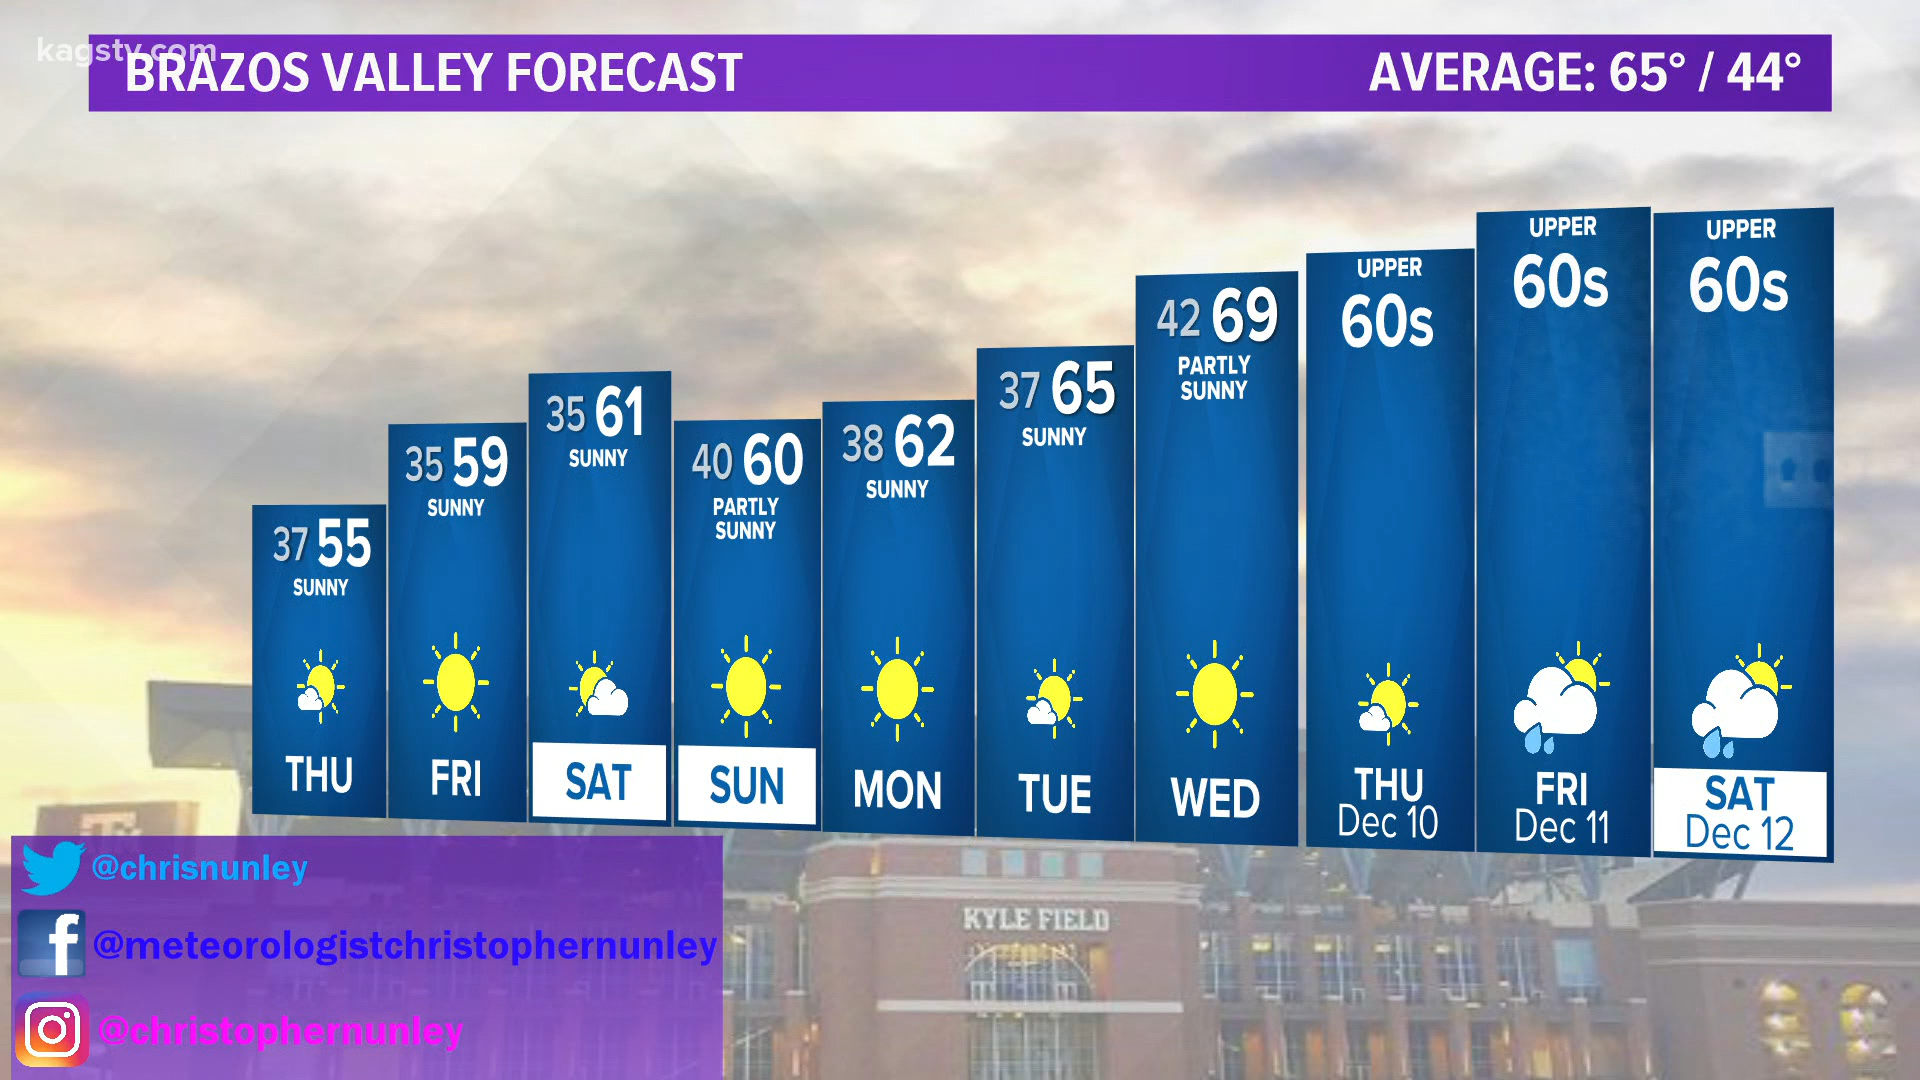 kagstv.com
BRAZOS VALLEY FORECAST
AVERAGE: 65° / 44°
37 55
SUNNY
THU
35 59
SUNNY
FRI
35 61
SUNNY
SAT
40 60
PARTLY
SUNNY
SUN
38 62
SUNNY
MON
37 65
SUNNY
TUE
42 69
PARTLY
SUNNY
WED
UPPER
60s
THU
Dec 10
UPPER
60s
FRI
Dec 11
UPPER
60s
SAT
Dec 12
@chrisnunley
@meteorologistchristophernunley
@christophernunley
KYLE FIELD